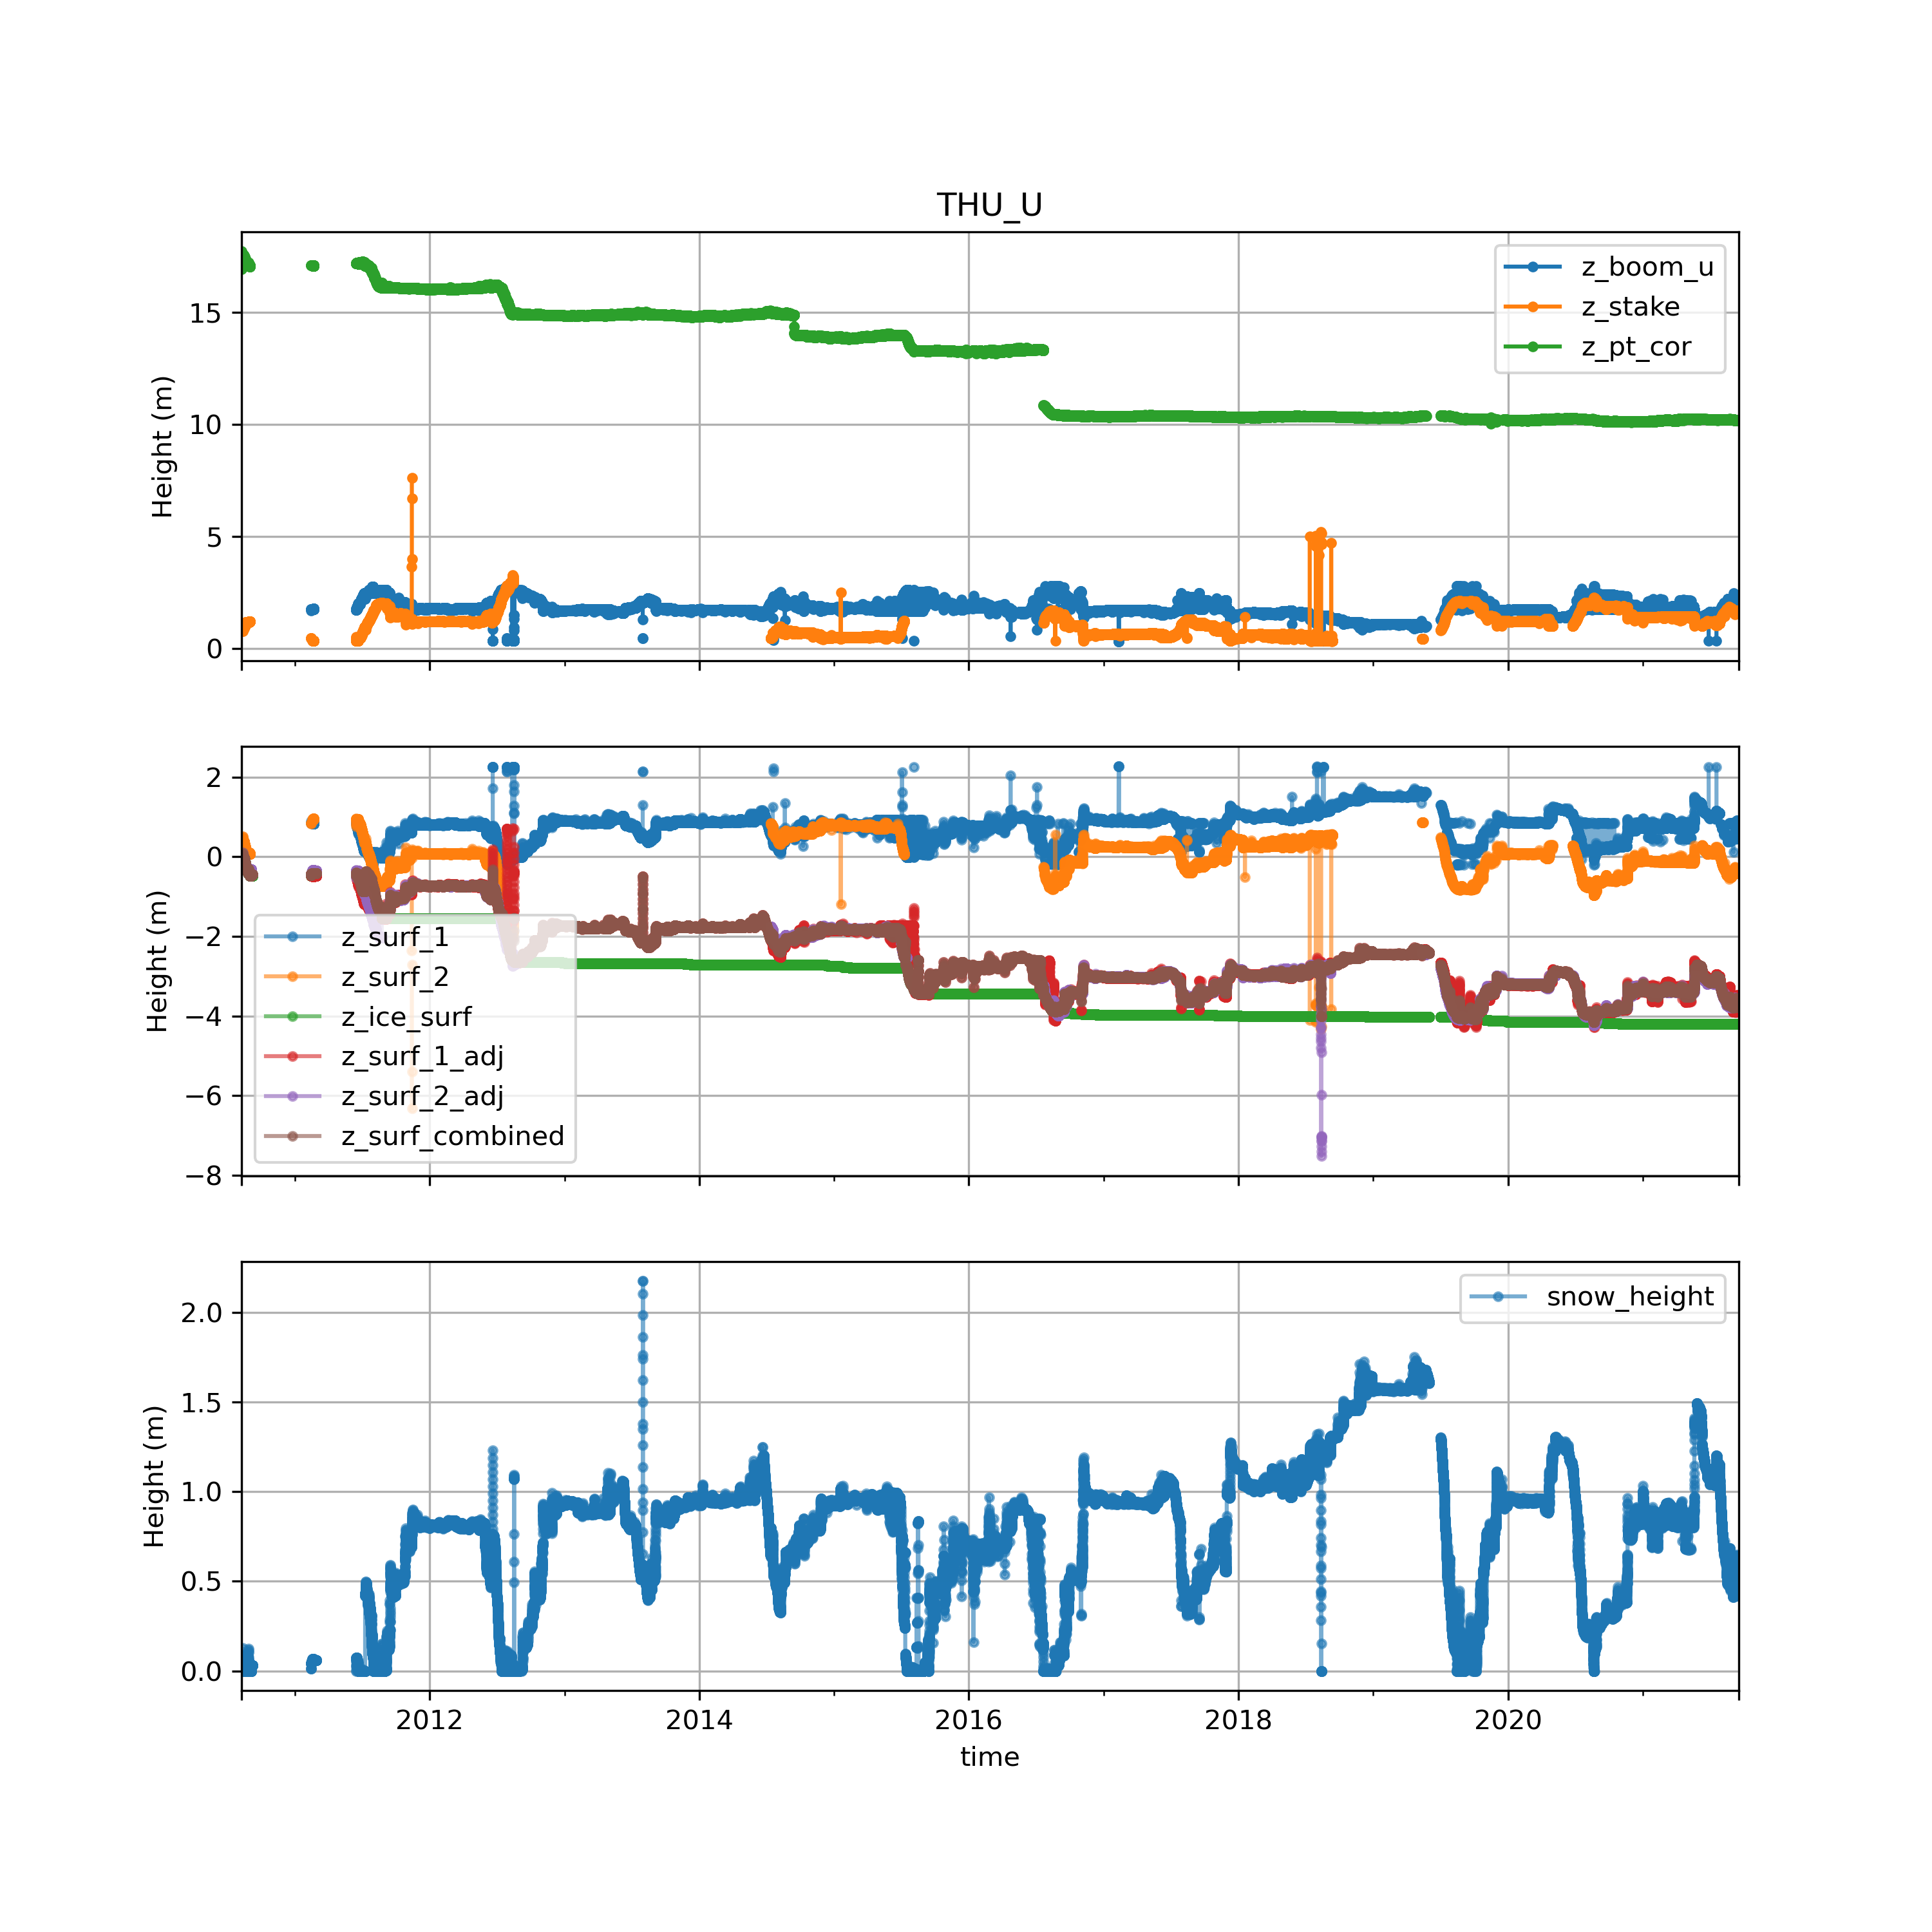 THU_U
Height (m)
15
10
5
0
z_boom_u
z_stake
z_pt_cor
Height (m)
2
0
−2
−4
−6
−8
z_surf_1
z_surf_2
z_ice_surf
z_surf_1_adj
z_surf_2_adj
z_surf_combined
Height (m)
2.0
1.5
1.0
0.5
0.0
snow_height
2012 2014 2016 2018 2020
time